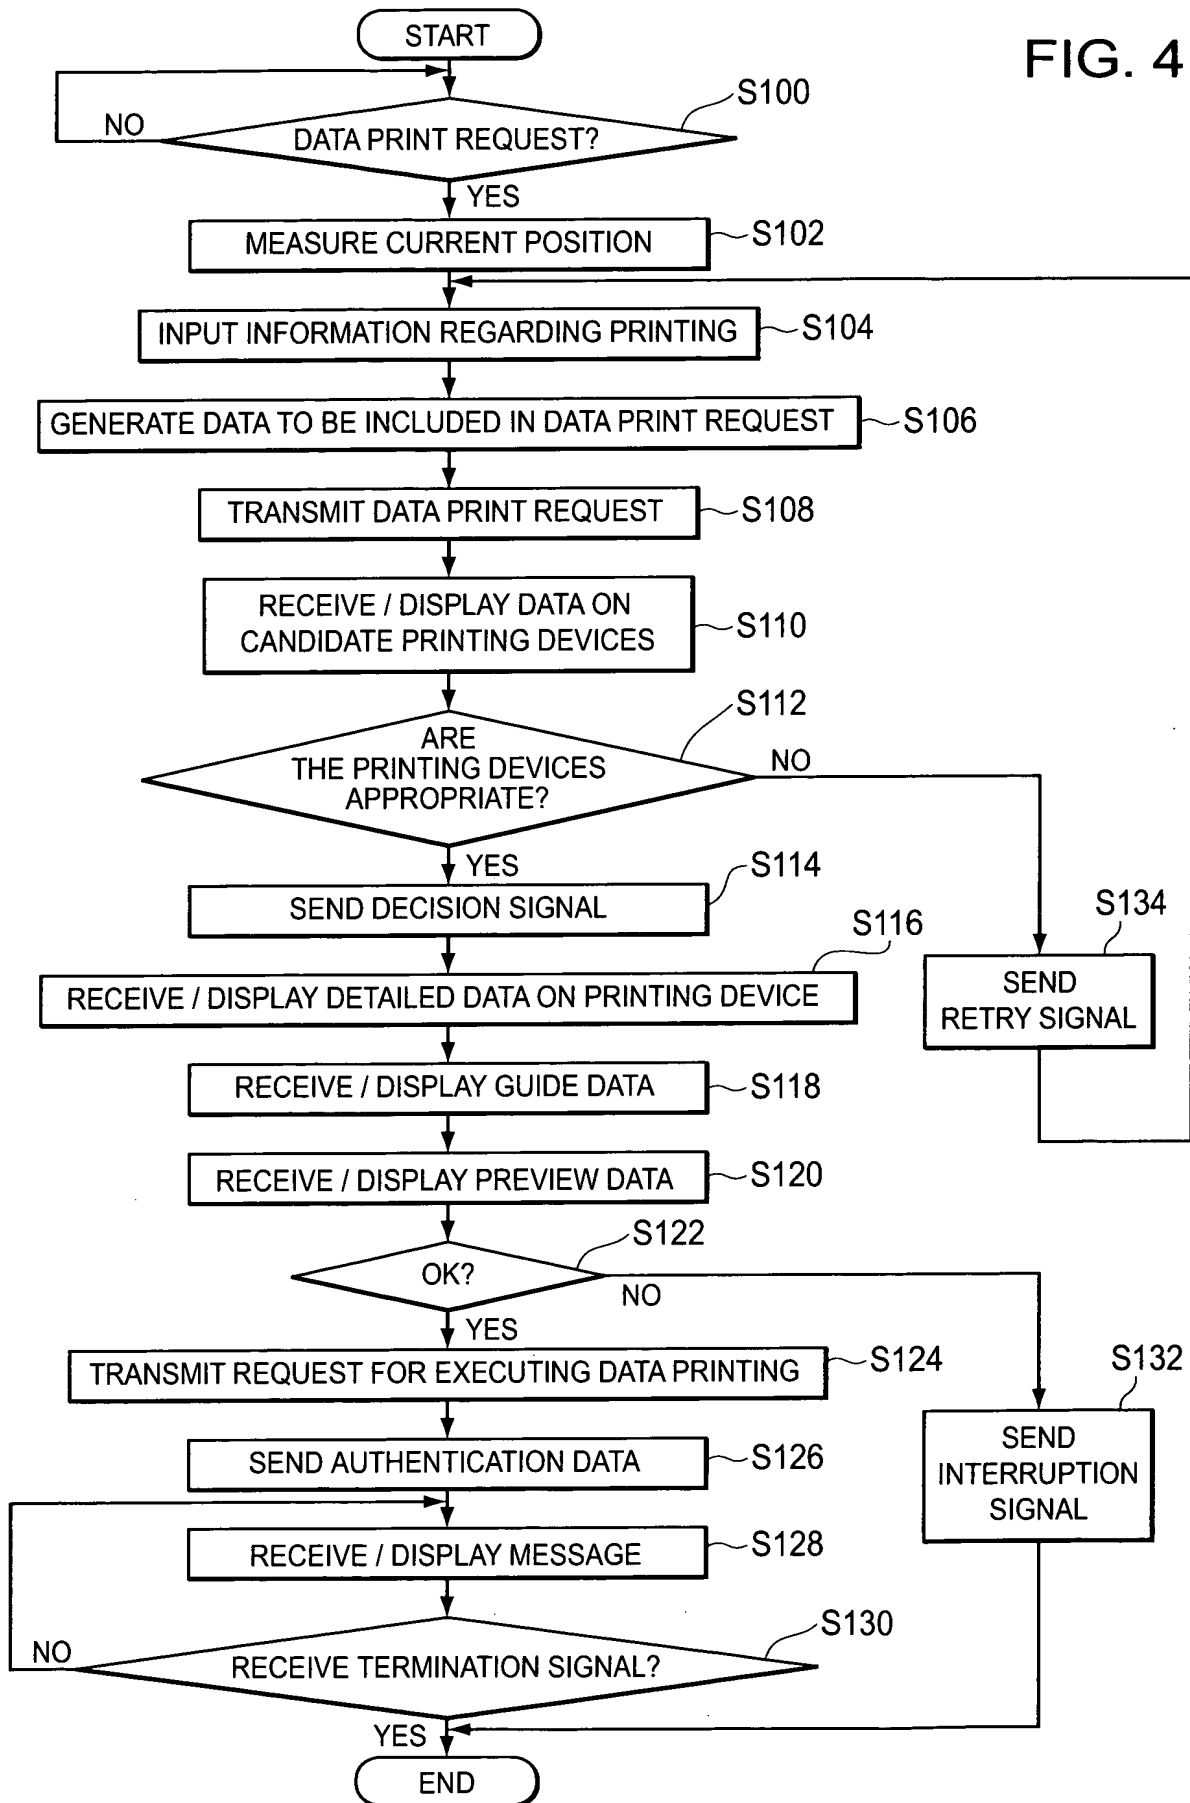 START
FIG. 4
S100
NO
DATA PRINT REQUEST?
YES
MEASURE CURRENT POSITION
S102
INPUT INFORMATION REGARDING PRINTING
S104
GENERATE DATA TO BE INCLUDED IN DATA PRINT REQUEST
S106
TRANSMIT DATA PRINT REQUEST
S108
RECEIVE / DISPLAY DATA ON
CANDIDATE PRINTING DEVICES
S110
S112
ARE
THE PRINTING DEVICES
APPROPRIATE?
NO
YES
S114
SEND DECISION SIGNAL
S134
SEND
RETRY SIGNAL
S116
RECEIVE / DISPLAY DETAILED DATA ON PRINTING DEVICE
RECEIVE / DISPLAY GUIDE DATA
S118
RECEIVE / DISPLAY PREVIEW DATA
S120
S122
OK?
NO
YES
TRANSMIT REQUEST FOR EXECUTING DATA PRINTING
S124
S132
SEND
INTERRUPTION
SIGNAL
SEND AUTHENTICATION DATA
S126
RECEIVE / DISPLAY MESSAGE
S128
S130
NO
RECEIVE TERMINATION SIGNAL?
YES
END